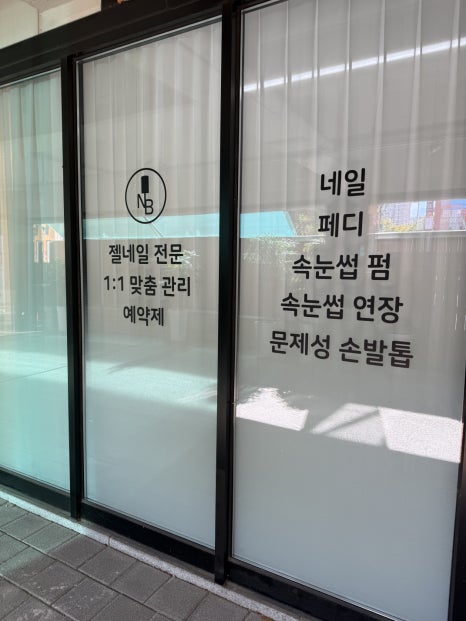 NB
젤네일 전문
1:1 맞춤 관리
예약제
네일
페디
속눈썹 펌
속눈썹 연장
문제성 손발톱